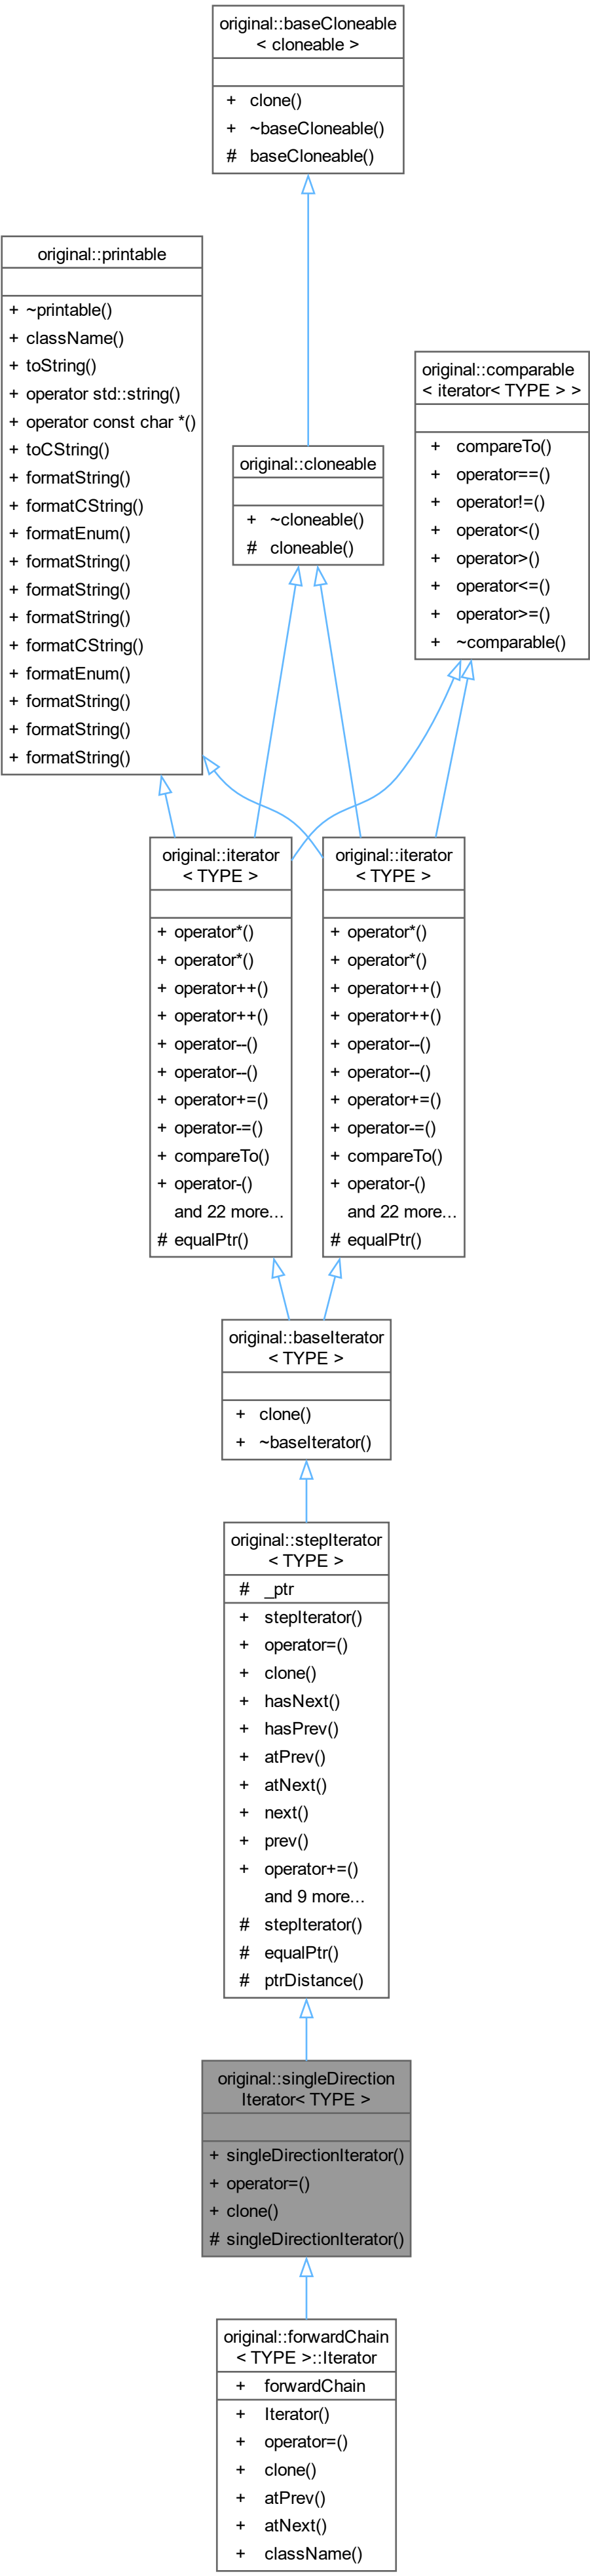 original::baseCloneable
< cloneable >
+ clone()
+ ~baseCloneable()
# baseCloneable()
original::printable
+ ~printable()
+ className()
+ toString()
+ operator std::string()
+ operator const char *()
+ toCString()
+ formatString()
+ formatCString()
+ formatEnum()
+ formatString()
+ formatString()
+ formatString()
+ formatCString()
+ formatEnum()
+ formatString()
+ formatString()
+ formatString()
original::comparable
< iterator< TYPE > >
+ compareTo()
+ operator==()
+ operator!=()
+ operator<()
+ operator>()
+ operator<=()
+ operator>=()
+ ~comparable()
original::cloneable
+ ~cloneable()
# cloneable()
original::iterator
< TYPE >
+ operator*()
+ operator*()
+ operator++()
+ operator++()
+ operator--()
+ operator--()
+ operator+=()
+ operator-=()
+ compareTo()
+ operator-()
and 22 more...
# equalPtr()
original::iterator
< TYPE >
+ operator*()
+ operator*()
+ operator++()
+ operator++()
+ operator--()
+ operator--()
+ operator+=()
+ operator-=()
+ compareTo()
+ operator-()
and 22 more...
# equalPtr()
original::baseIterator
< TYPE >
+ clone()
+ ~baseIterator()
original::stepIterator
< TYPE >
# _ptr
+ stepIterator()
+ operator=()
+ clone()
+ hasNext()
+ hasPrev()
+ atPrev()
+ atNext()
+ next()
+ prev()
+ operator+=()
and 9 more...
# stepIterator()
# equalPtr()
# ptrDistance()
original::singleDirection
Iterator< TYPE >
+ singleDirectionIterator()
+ operator=()
+ clone()
# singleDirectionIterator()
original::forwardChain
< TYPE >::Iterator
+ forwardChain
+ Iterator()
+ operator=()
+ clone()
+ atPrev()
+ atNext()
+ className()